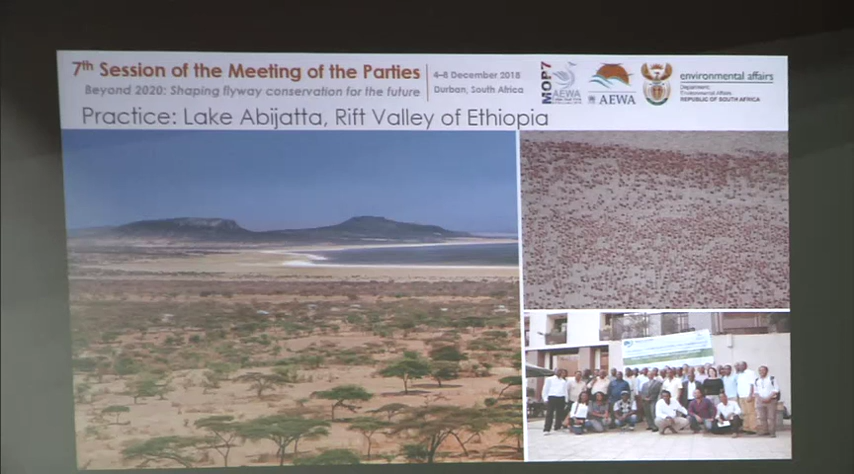 7th Session of the Meeting of the Parties
Beyond 2020: Shaping flyway conservation for the future
4–8 December 2018
Durban, South Africa
MOP7
AEWA
AEWA
environmental affairs
Department:
Environmental Affairs
REPUBLIC OF SOUTH AFRICA
Practice: Lake Abijatta, Rift Valley of Ethiopia